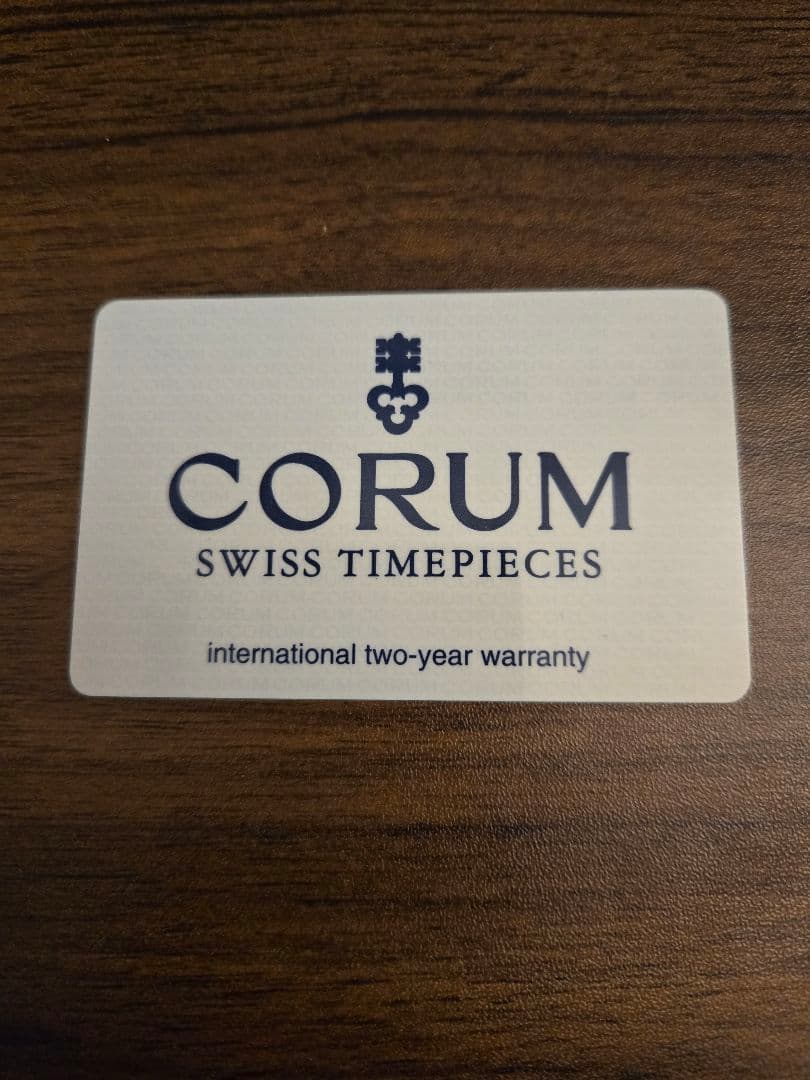 CORUM
SWISS TIMEPIECES
international two-year warranty